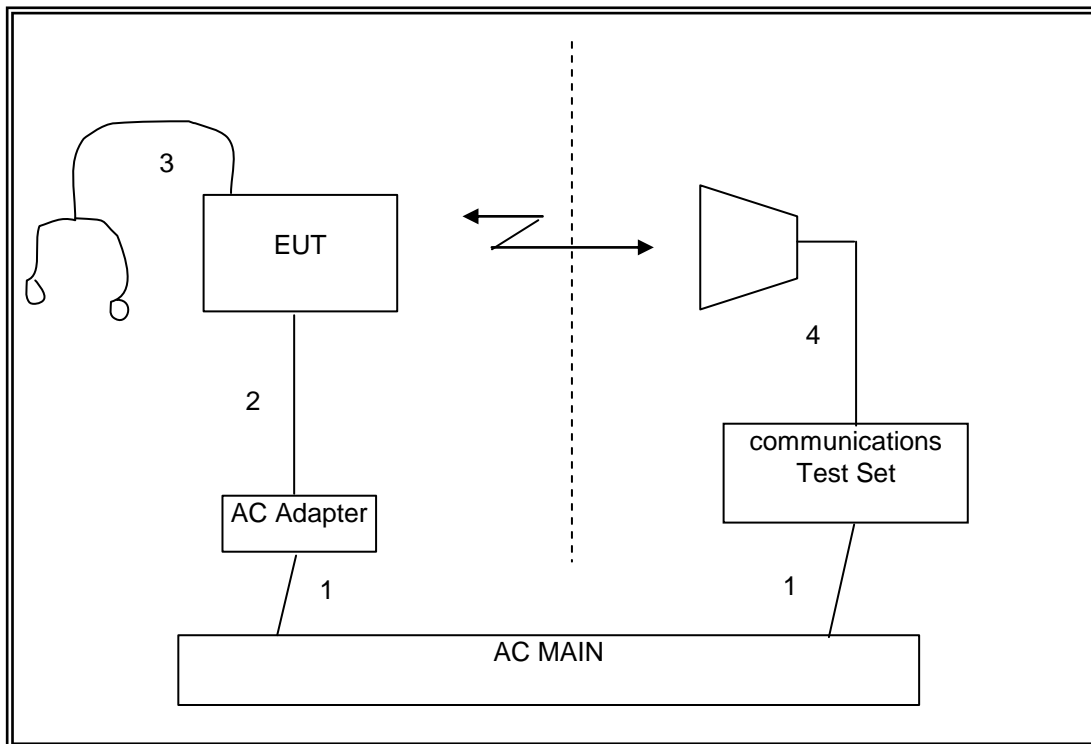 3
EUT
4
2
communications
Test Set
AC Adapter
1
1
AC MAIN